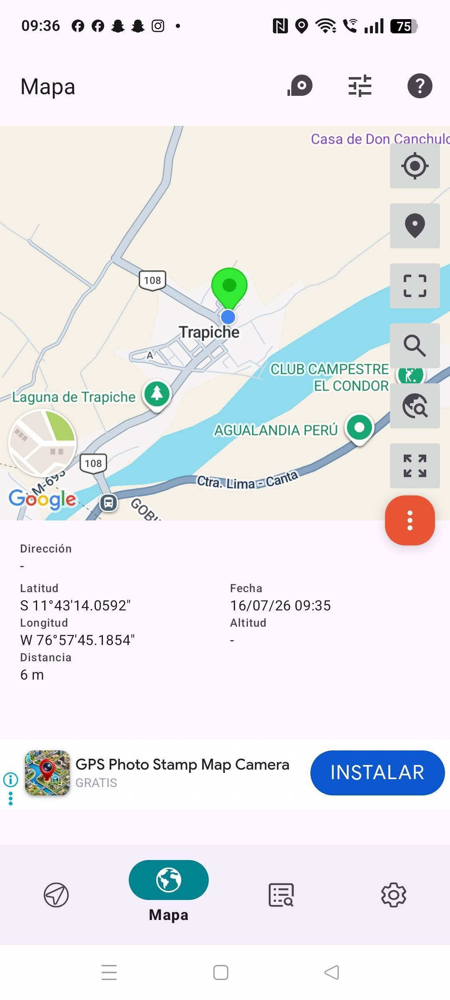 09:36
75
Mapa
Casa de Don Canchulo
108
Trapiche
A
CLUB CAMPESTRE
EL CONDOR
Laguna de Trapiche
AGUALANDIA PERÚ
108
Ctra. Lima - Canta
LM-695
Google
Dirección
-
Latitud
Fecha
S 11°43'14.0592"
16/07/26 09:35
Longitud
Altitud
W 76°57'45.1854"
-
Distancia
6 m
GPS Photo Stamp Map Camera
GRATIS
INSTALAR
Mapa